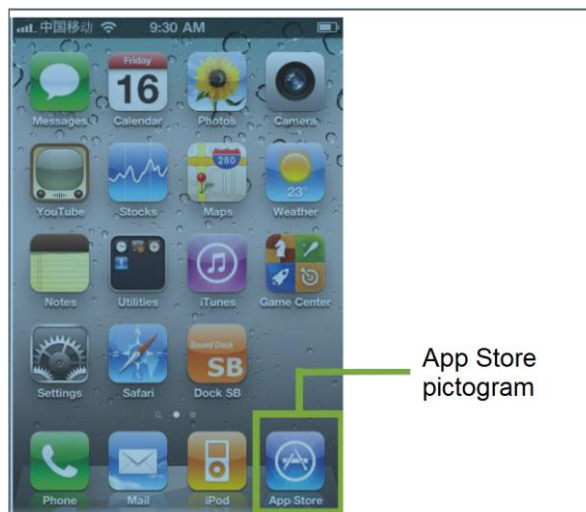 中国移动 9:30 AM
Friday
16
Messages Calendar Photos Camera
280
23°
YouTube Stocks Maps Weather
Notes Utilities iTunes Game Center
Sound Dock
SB
Settings Safari Dock SB
Phone Mail iPod App Store
App Store
pictogram